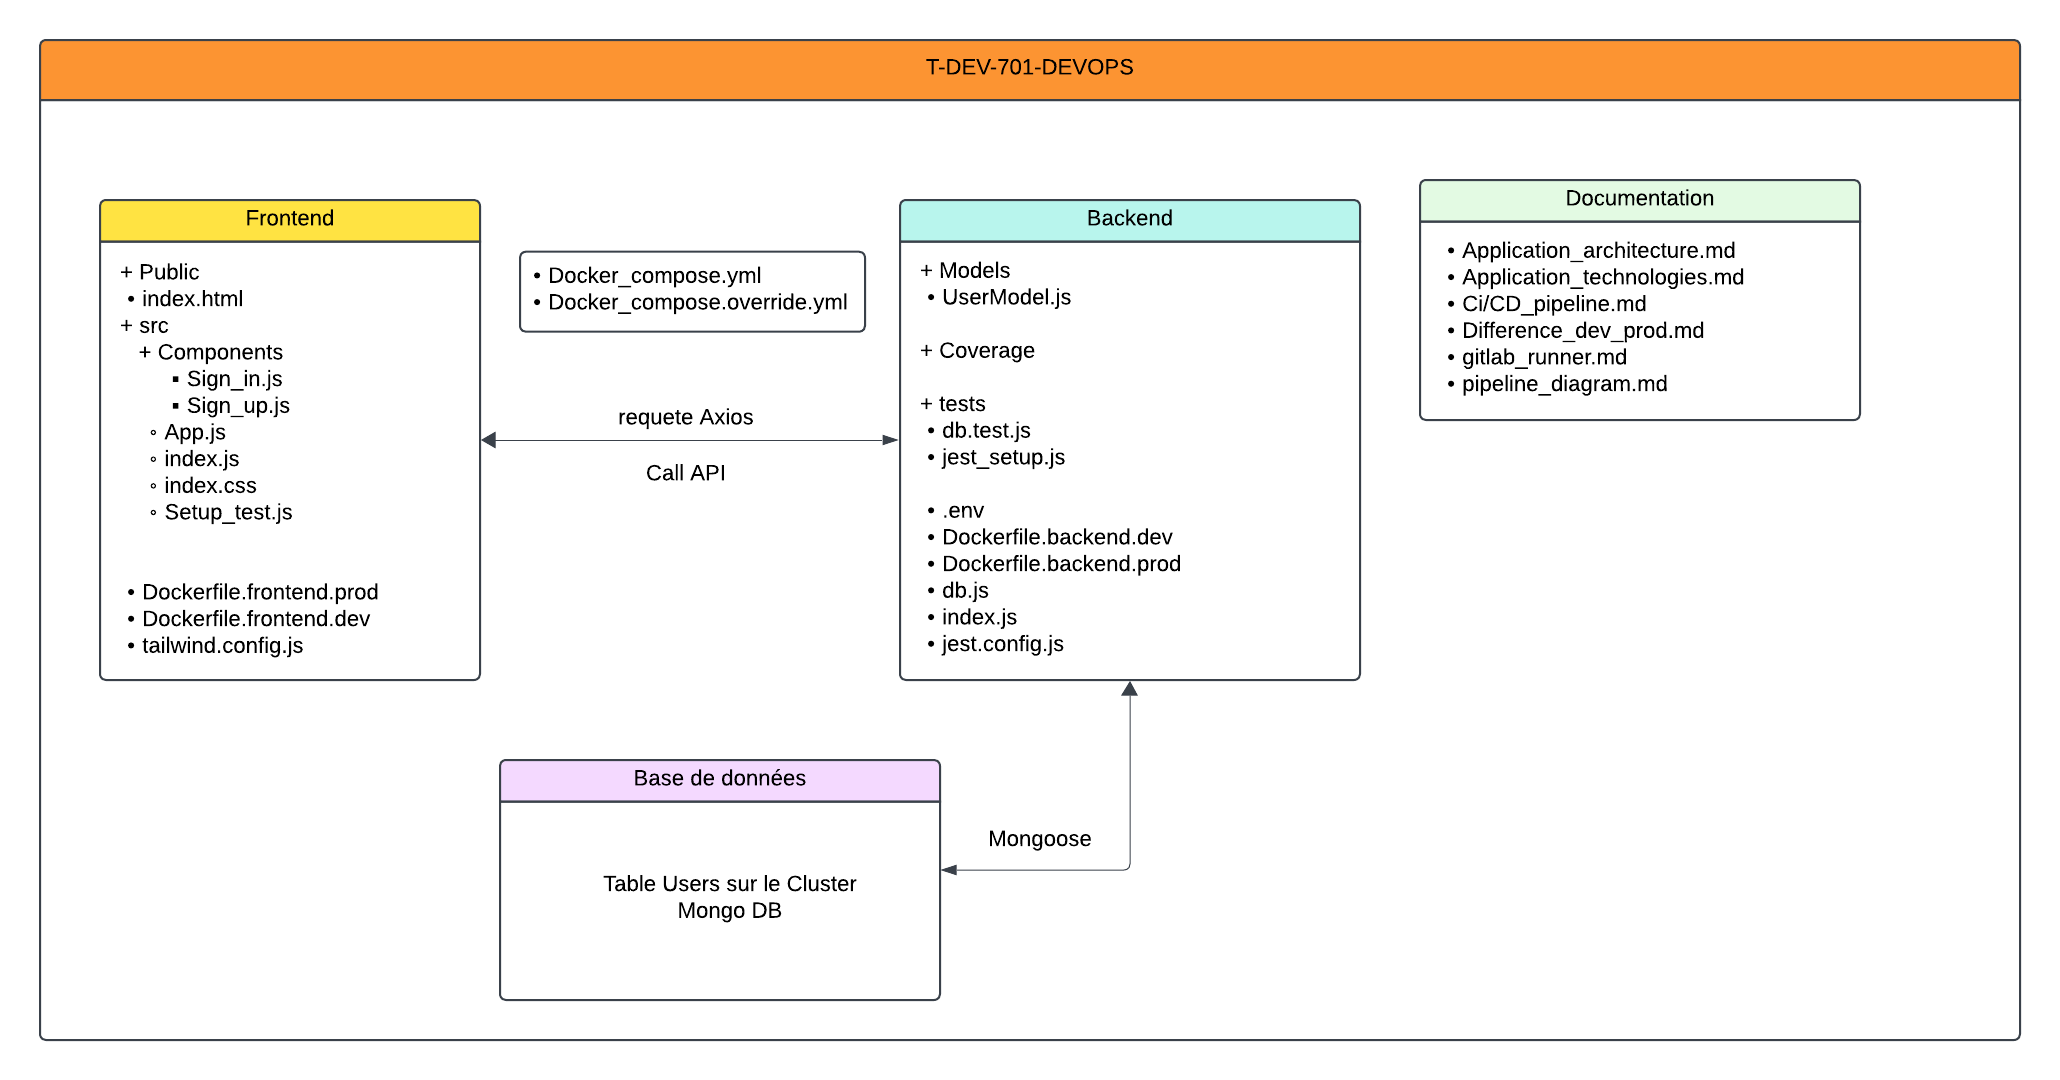 T-DEV-701-DEVOPS
Frontend
+ Public
• index.html
+ src
+ Components
▪ Sign_in.js
▪ Sign_up.js
◦ App.js
◦ index.js
◦ index.css
◦ Setup_test.js
• Dockerfile.frontend.prod
• Dockerfile.frontend.dev
• tailwind.config.js
• Docker_compose.yml
• Docker_compose.override.yml
requete Axios
Call API
Backend
+ Models
• UserModel.js
+ Coverage
+ tests
• db.test.js
• jest_setup.js
• .env
• Dockerfile.backend.dev
• Dockerfile.backend.prod
• db.js
• index.js
• jest.config.js
Documentation
• Application_architecture.md
• Application_technologies.md
• Ci/CD_pipeline.md
• Difference_dev_prod.md
• gitlab_runner.md
• pipeline_diagram.md
Base de données
Table Users sur le Cluster
Mongo DB
Mongoose